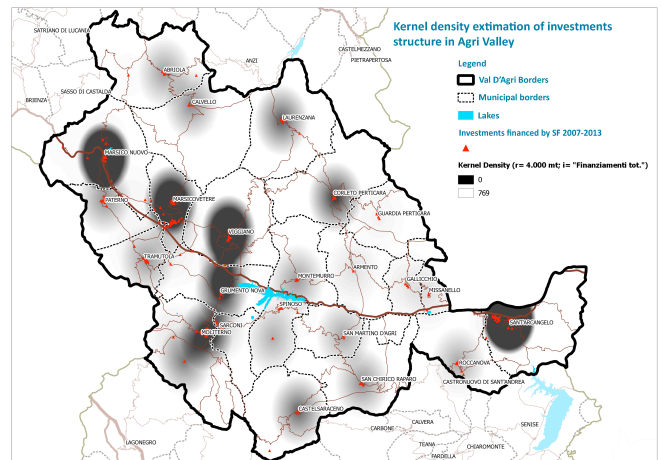 Kernel density extimation of investments
structure in Agri Valley
Legend
Val D'Agri Borders
Municipal borders
Lakes
Investments financed by SF 2007-2013
Kernel Density (r= 4.000 mt; i= "Finanziamenti tot.")
0
769
SATRIANO DI LUCANIA
CASTELMEZZANO
PIETRAPERTOSA
ANZI
ABRIOLA
SASSO DI CASTALDA
BRIENZA
CALVELLO
LAURENZANA
MARSICO NUOVO
CORLETO PERTICARA
PATERNO
MARSICOVETERE
GUARDIA PERTICARA
VIGGIANO
TRAMUTOLA
ARMENTO
MONTEMURRO
GALLICCHIO
MISSANELLO
GRUMENTO NOVA
SPINOSO
SANT'ARCANGELO
SARCONI
MOLITERNO
SAN MARTINO D'AGRI
ROCCANOVA
SAN CHIRICO RAPARO
CASTRONUOVO DI SANT'ANDREA
CASTELSARACENO
CARBONE
CALVERA
SENISE
LAGONEGRO
TEANA
CHIAROMONTE
FARDELLA